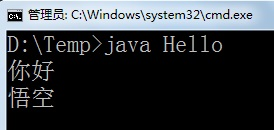 管理员: C:\Windows\system32\cmd.exe
D:\Temp>java Hello
你好
悟空